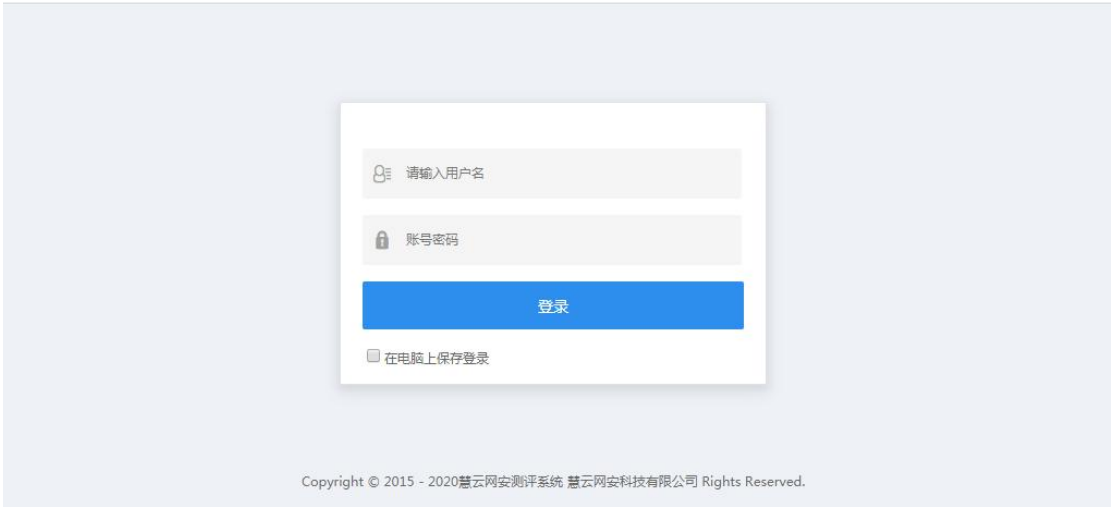 请输入用户名
账号密码
登录
在电脑上保存登录
Copyright © 2015 - 2020慧云网安测评系统 慧云网安科技有限公司 Rights Reserved.